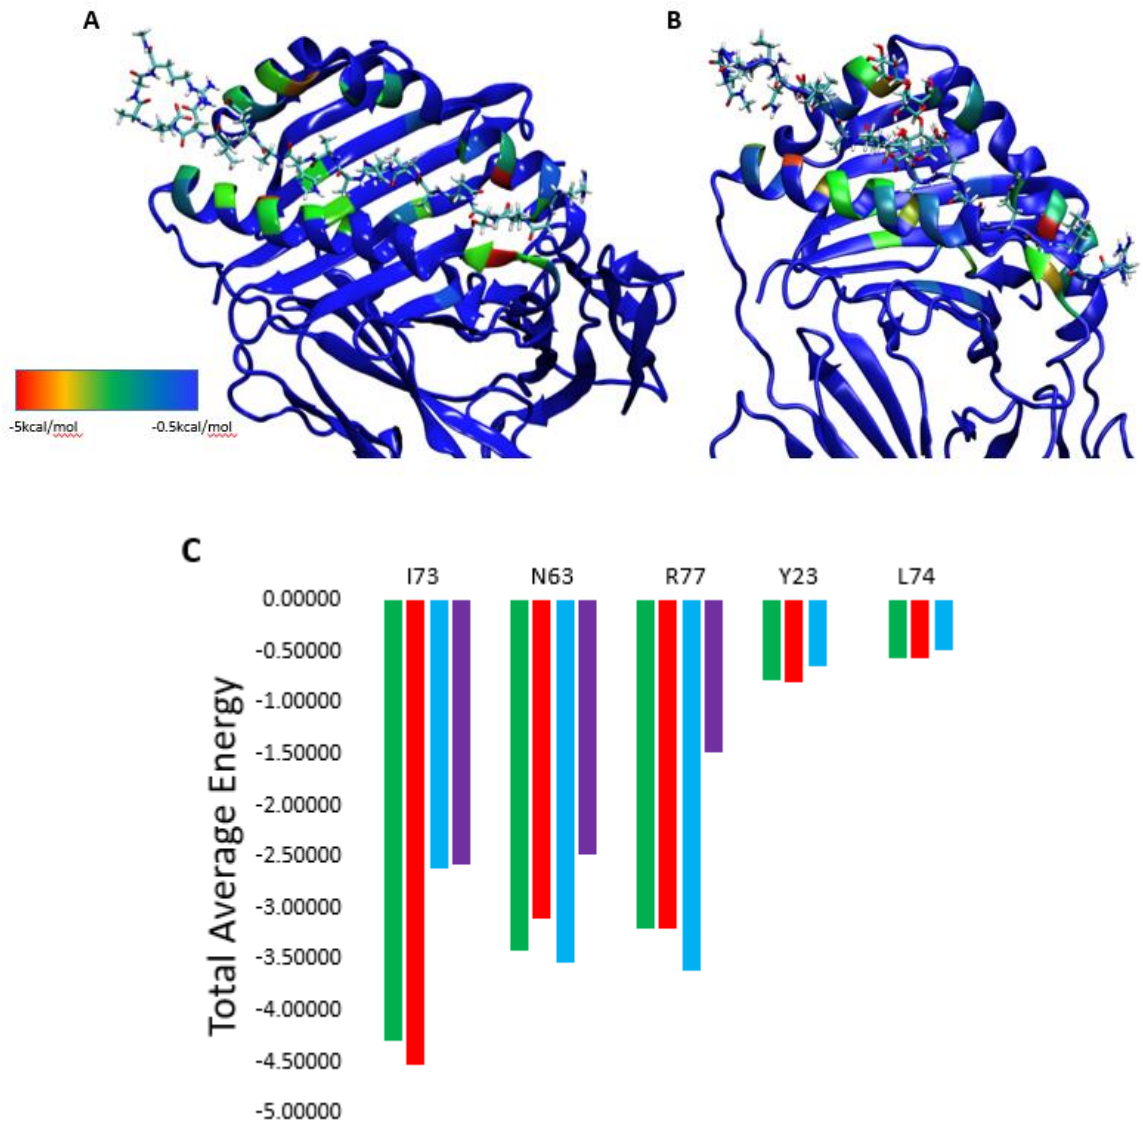 A
B
-5kcal/mol
-0.5kcal/mol
C
I73
N63
R77
Y23
L74
Total Average Energy
0.00000
-0.50000
-1.00000
-1.50000
-2.00000
-2.50000
-3.00000
-3.50000
-4.00000
-4.50000
-5.00000